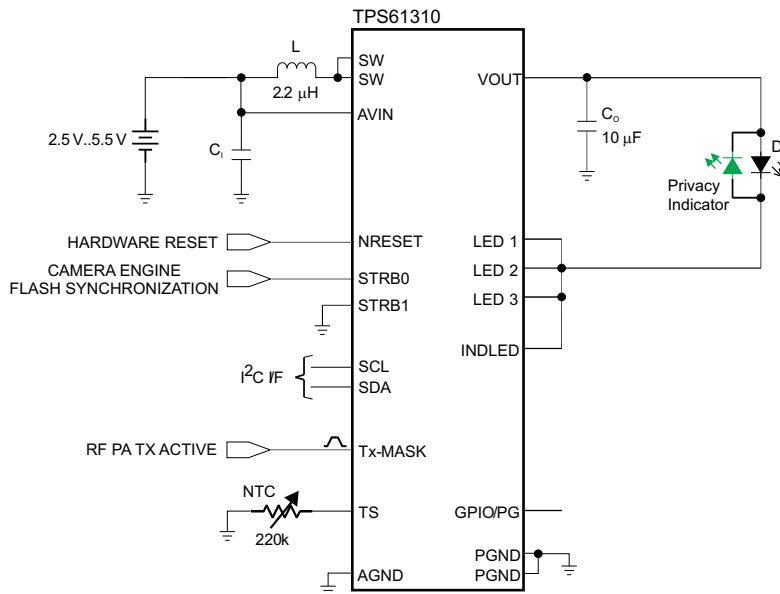 TPS61310
L
SW
SW
2.2 μH
VOUT
AVIN
C_O
10 μF
2.5 V..5.5 V
C_I
D
Privacy
Indicator
HARDWARE RESET
NRESET
LED 1
CAMERA ENGINE
FLASH SYNCHRONIZATION
STRB0
LED 2
STRB1
LED 3
INDLED
I²C I/F
SCL
SDA
RF PA TX ACTIVE
Tx-MASK
NTC
220k
TS
GPIO/PG
PGND
PGND
AGND